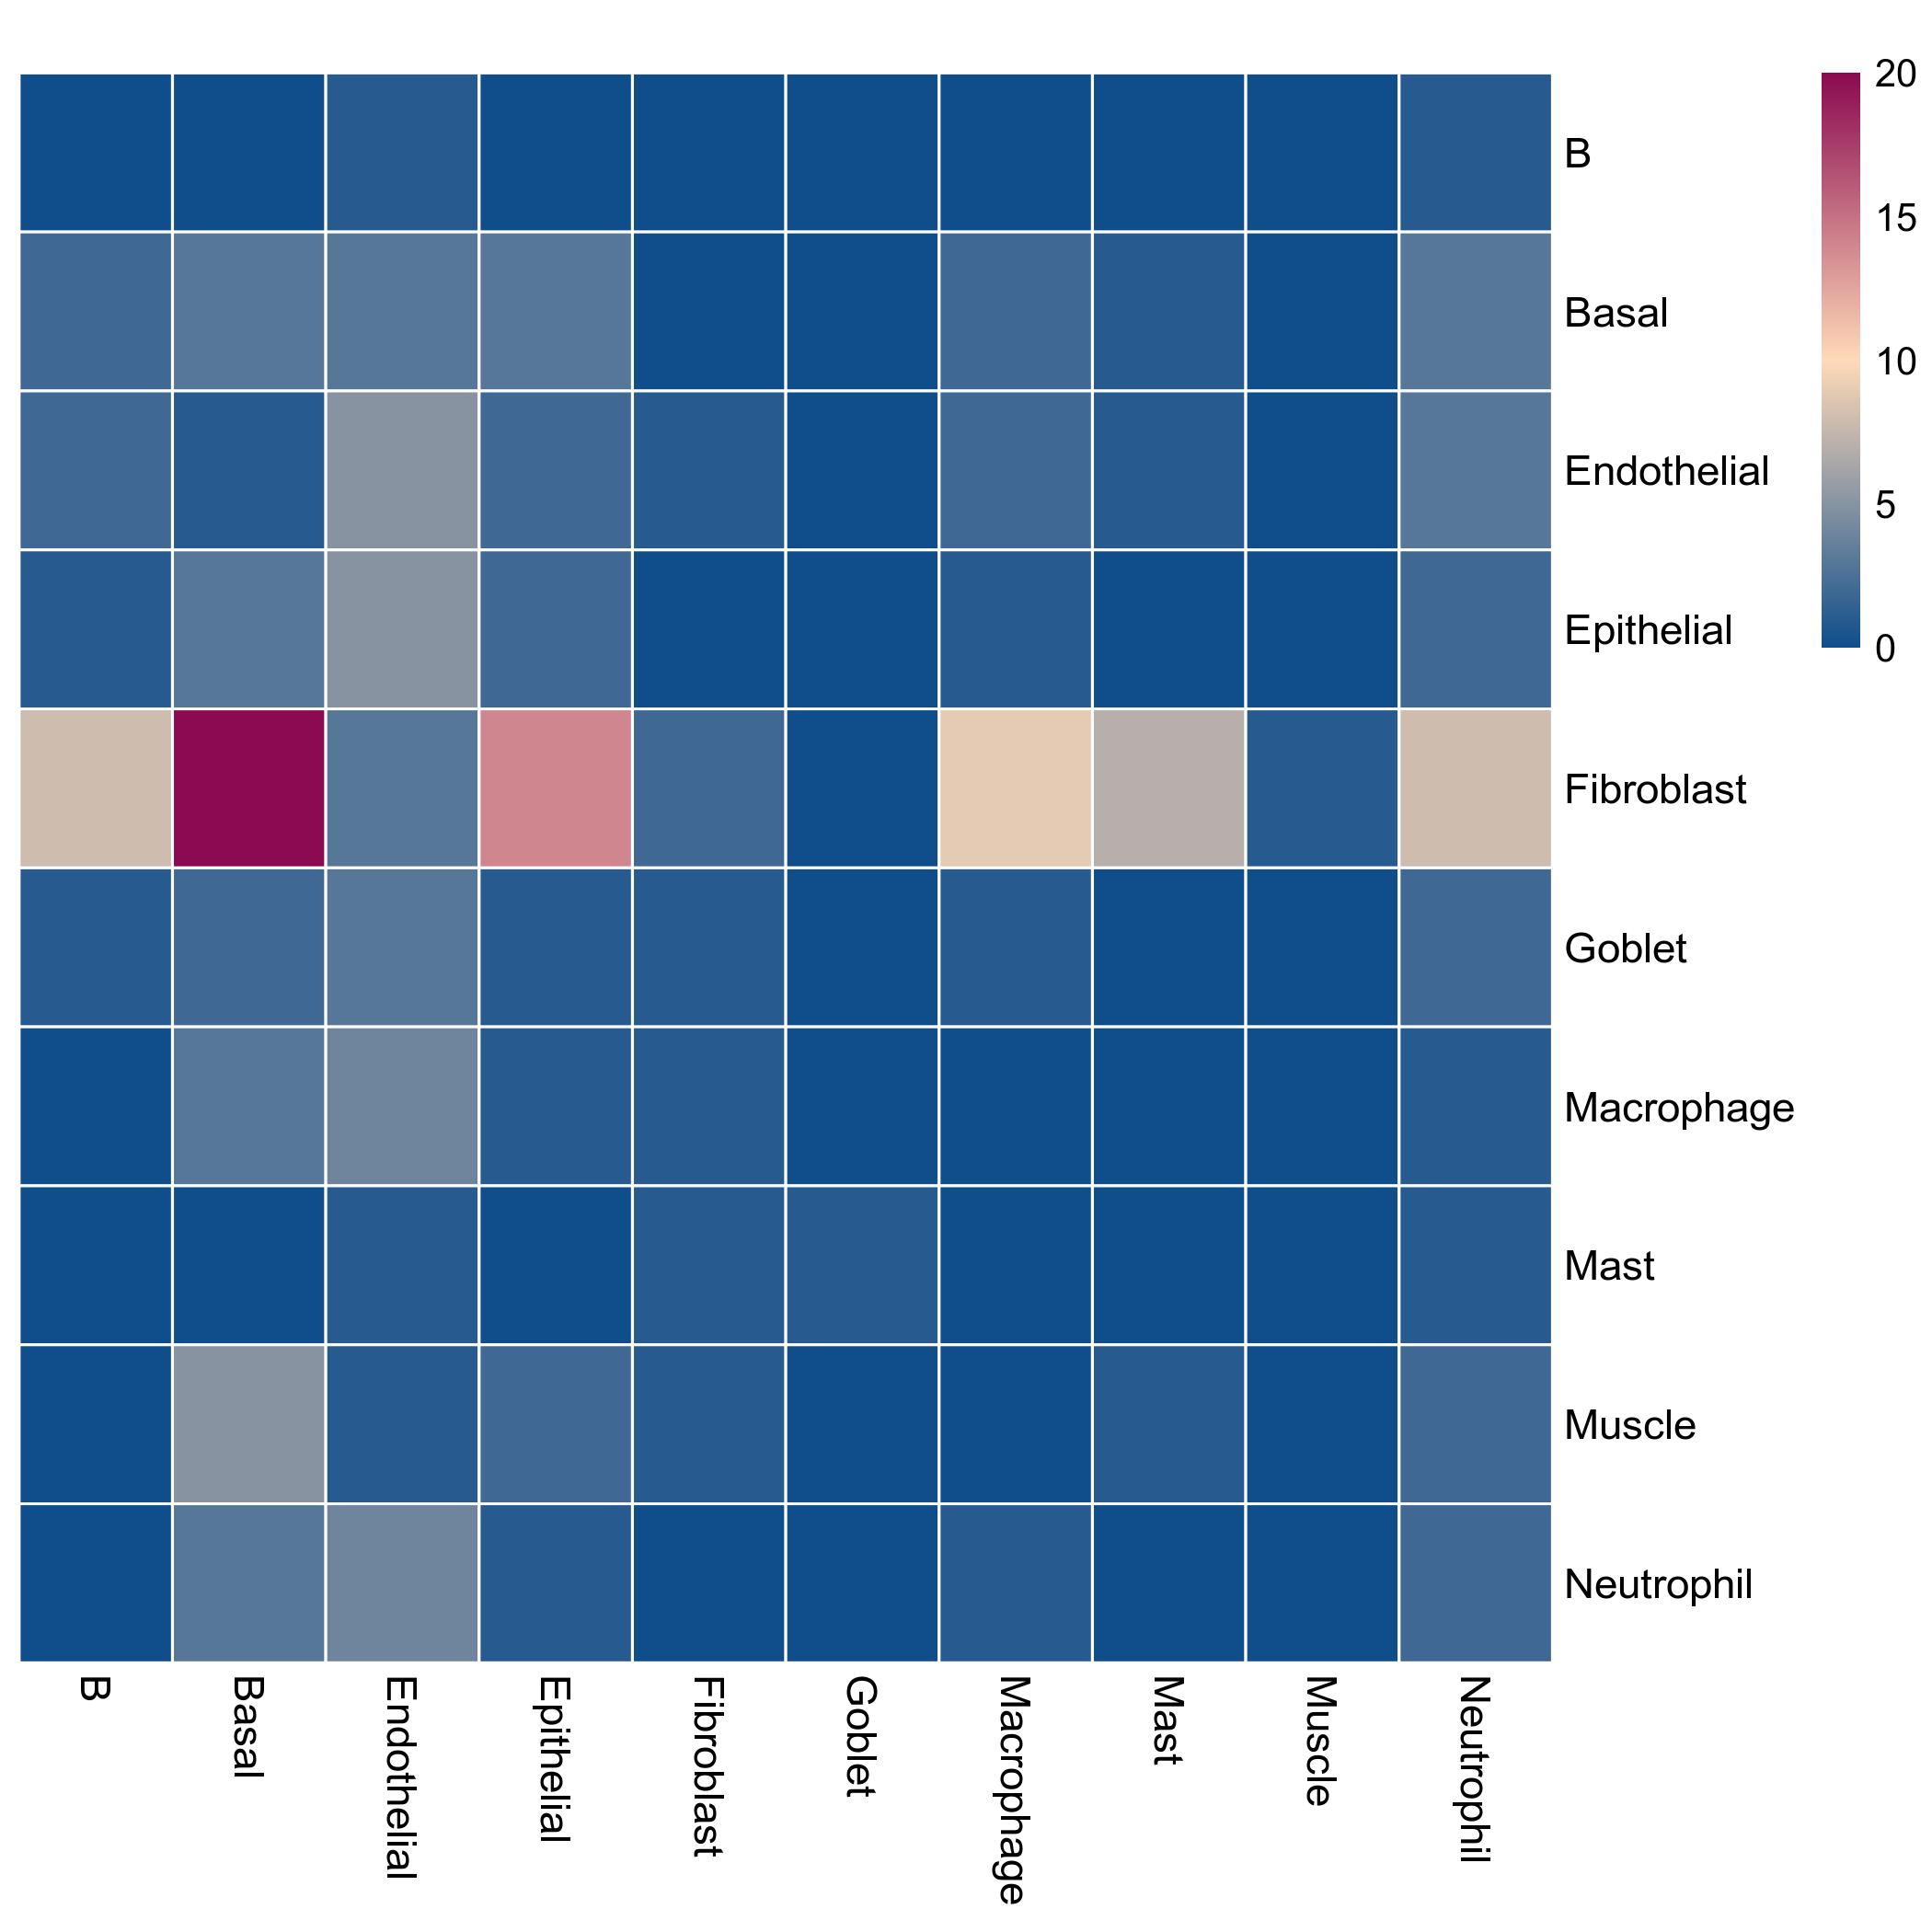 20
15
10
5
0
B
Basal
Endothelial
Epithelial
Fibroblast
Goblet
Macrophage
Mast
Muscle
Neutrophil
B
Basal
Endothelial
Epithelial
Fibroblast
Goblet
Macrophage
Mast
Muscle
Neutrophil